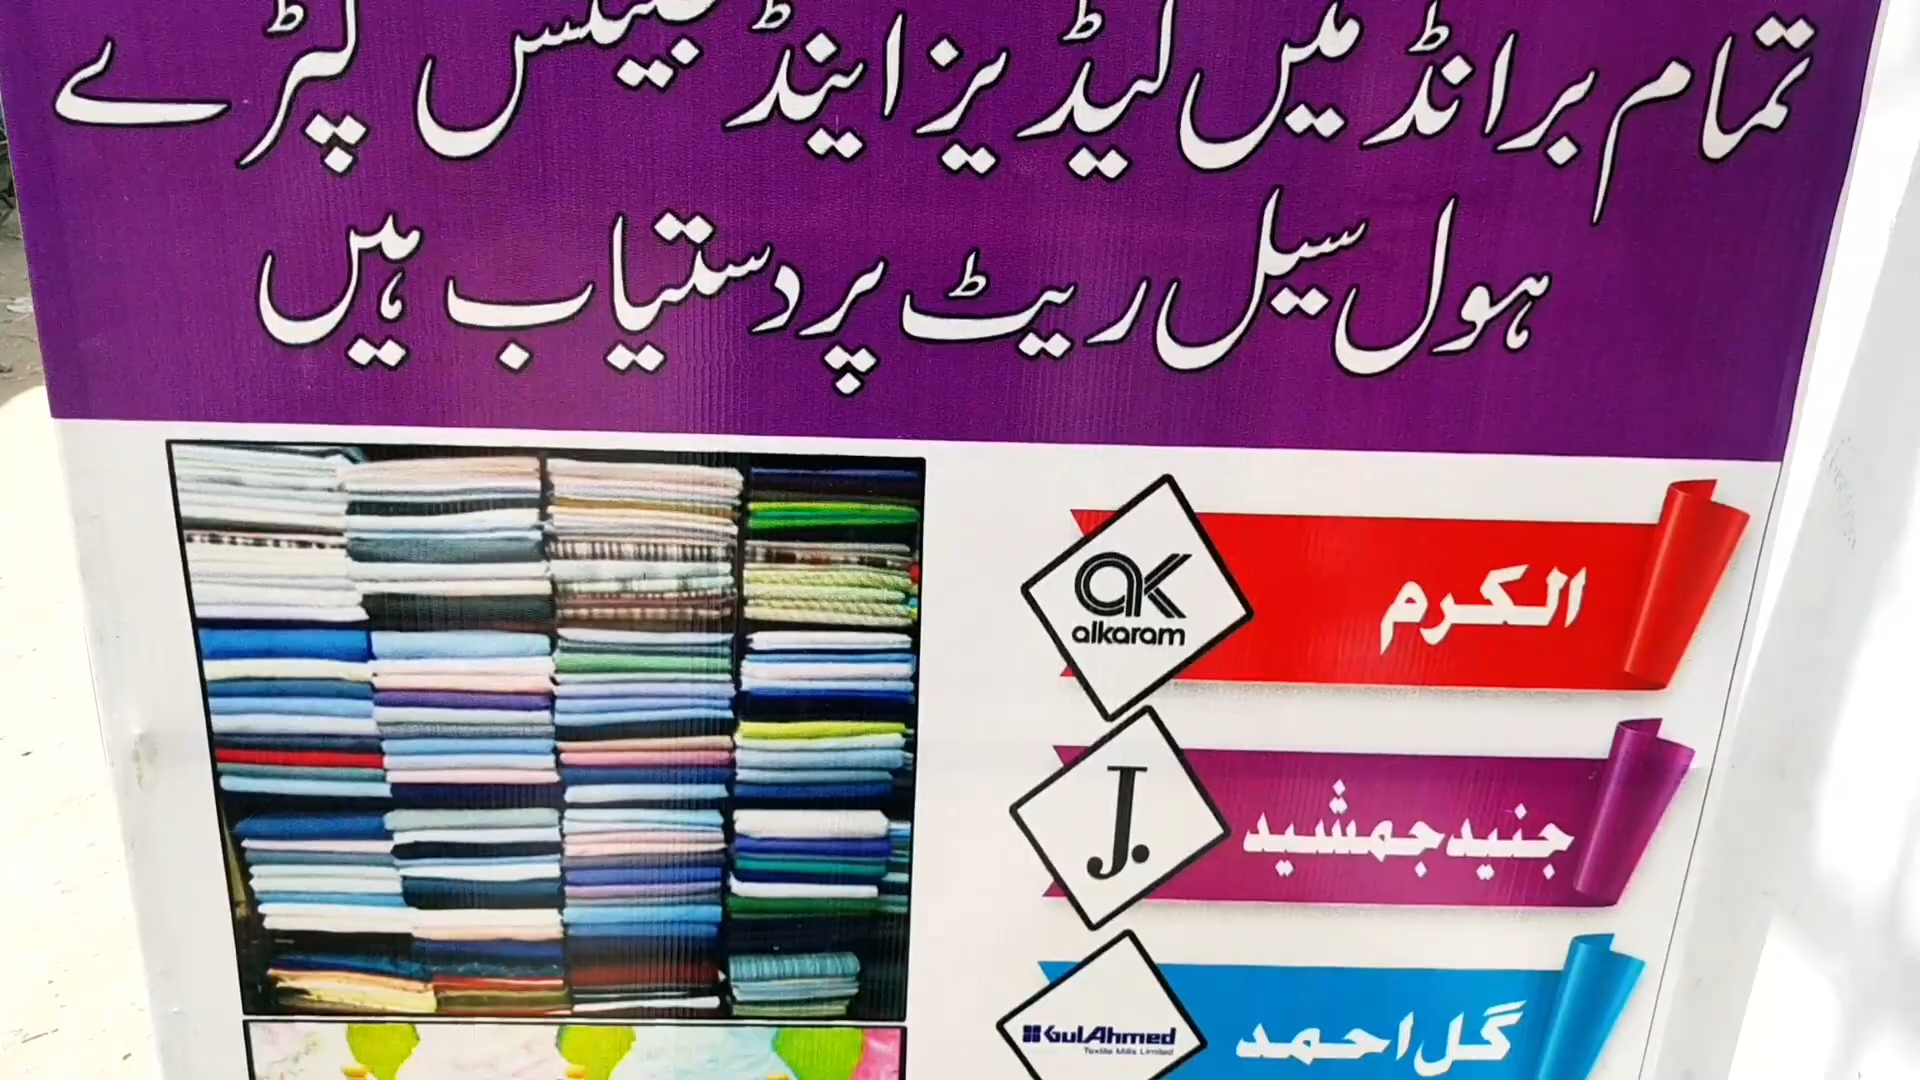 تمام برانڈ میں لیڈیز اینڈ جینٹس کپڑے
ہول سیل ریٹ پر دستیاب ہیں
ak
alkaram
الکرم
J.
جنید جمشید
GulAhmed
Textile Mills Limited
گل احمد